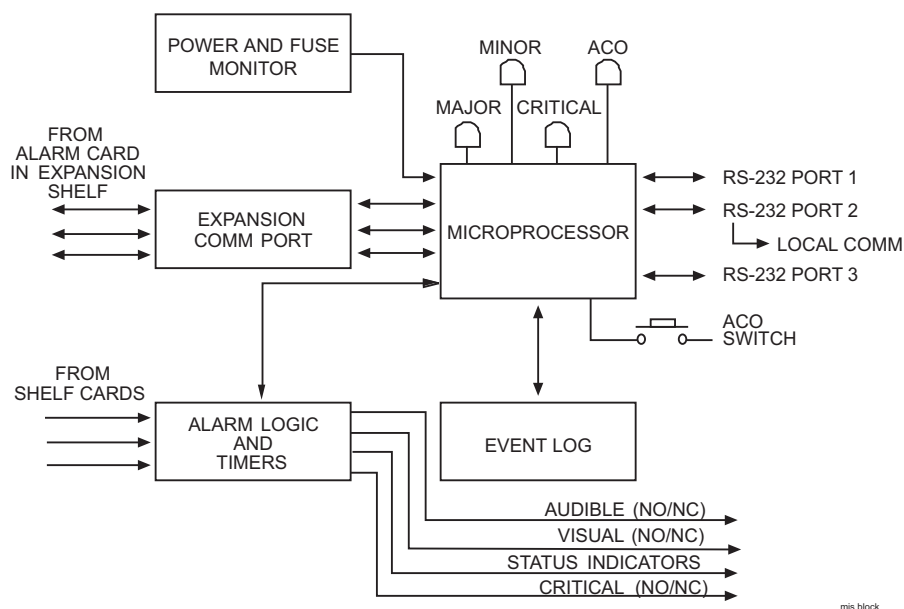 POWER AND FUSE
MONITOR
MINOR
ACO
MAJOR
CRITICAL
FROM
ALARM CARD
IN EXPANSION
SHELF
EXPANSION
COMM PORT
MICROPROCESSOR
RS-232 PORT 1
RS-232 PORT 2
LOCAL COMM
RS-232 PORT 3
ACO
SWITCH
FROM
SHELF CARDS
ALARM LOGIC
AND
TIMERS
EVENT LOG
AUDIBLE (NO/NC)
VISUAL (NO/NC)
STATUS INDICATORS
CRITICAL (NO/NC)
mis block